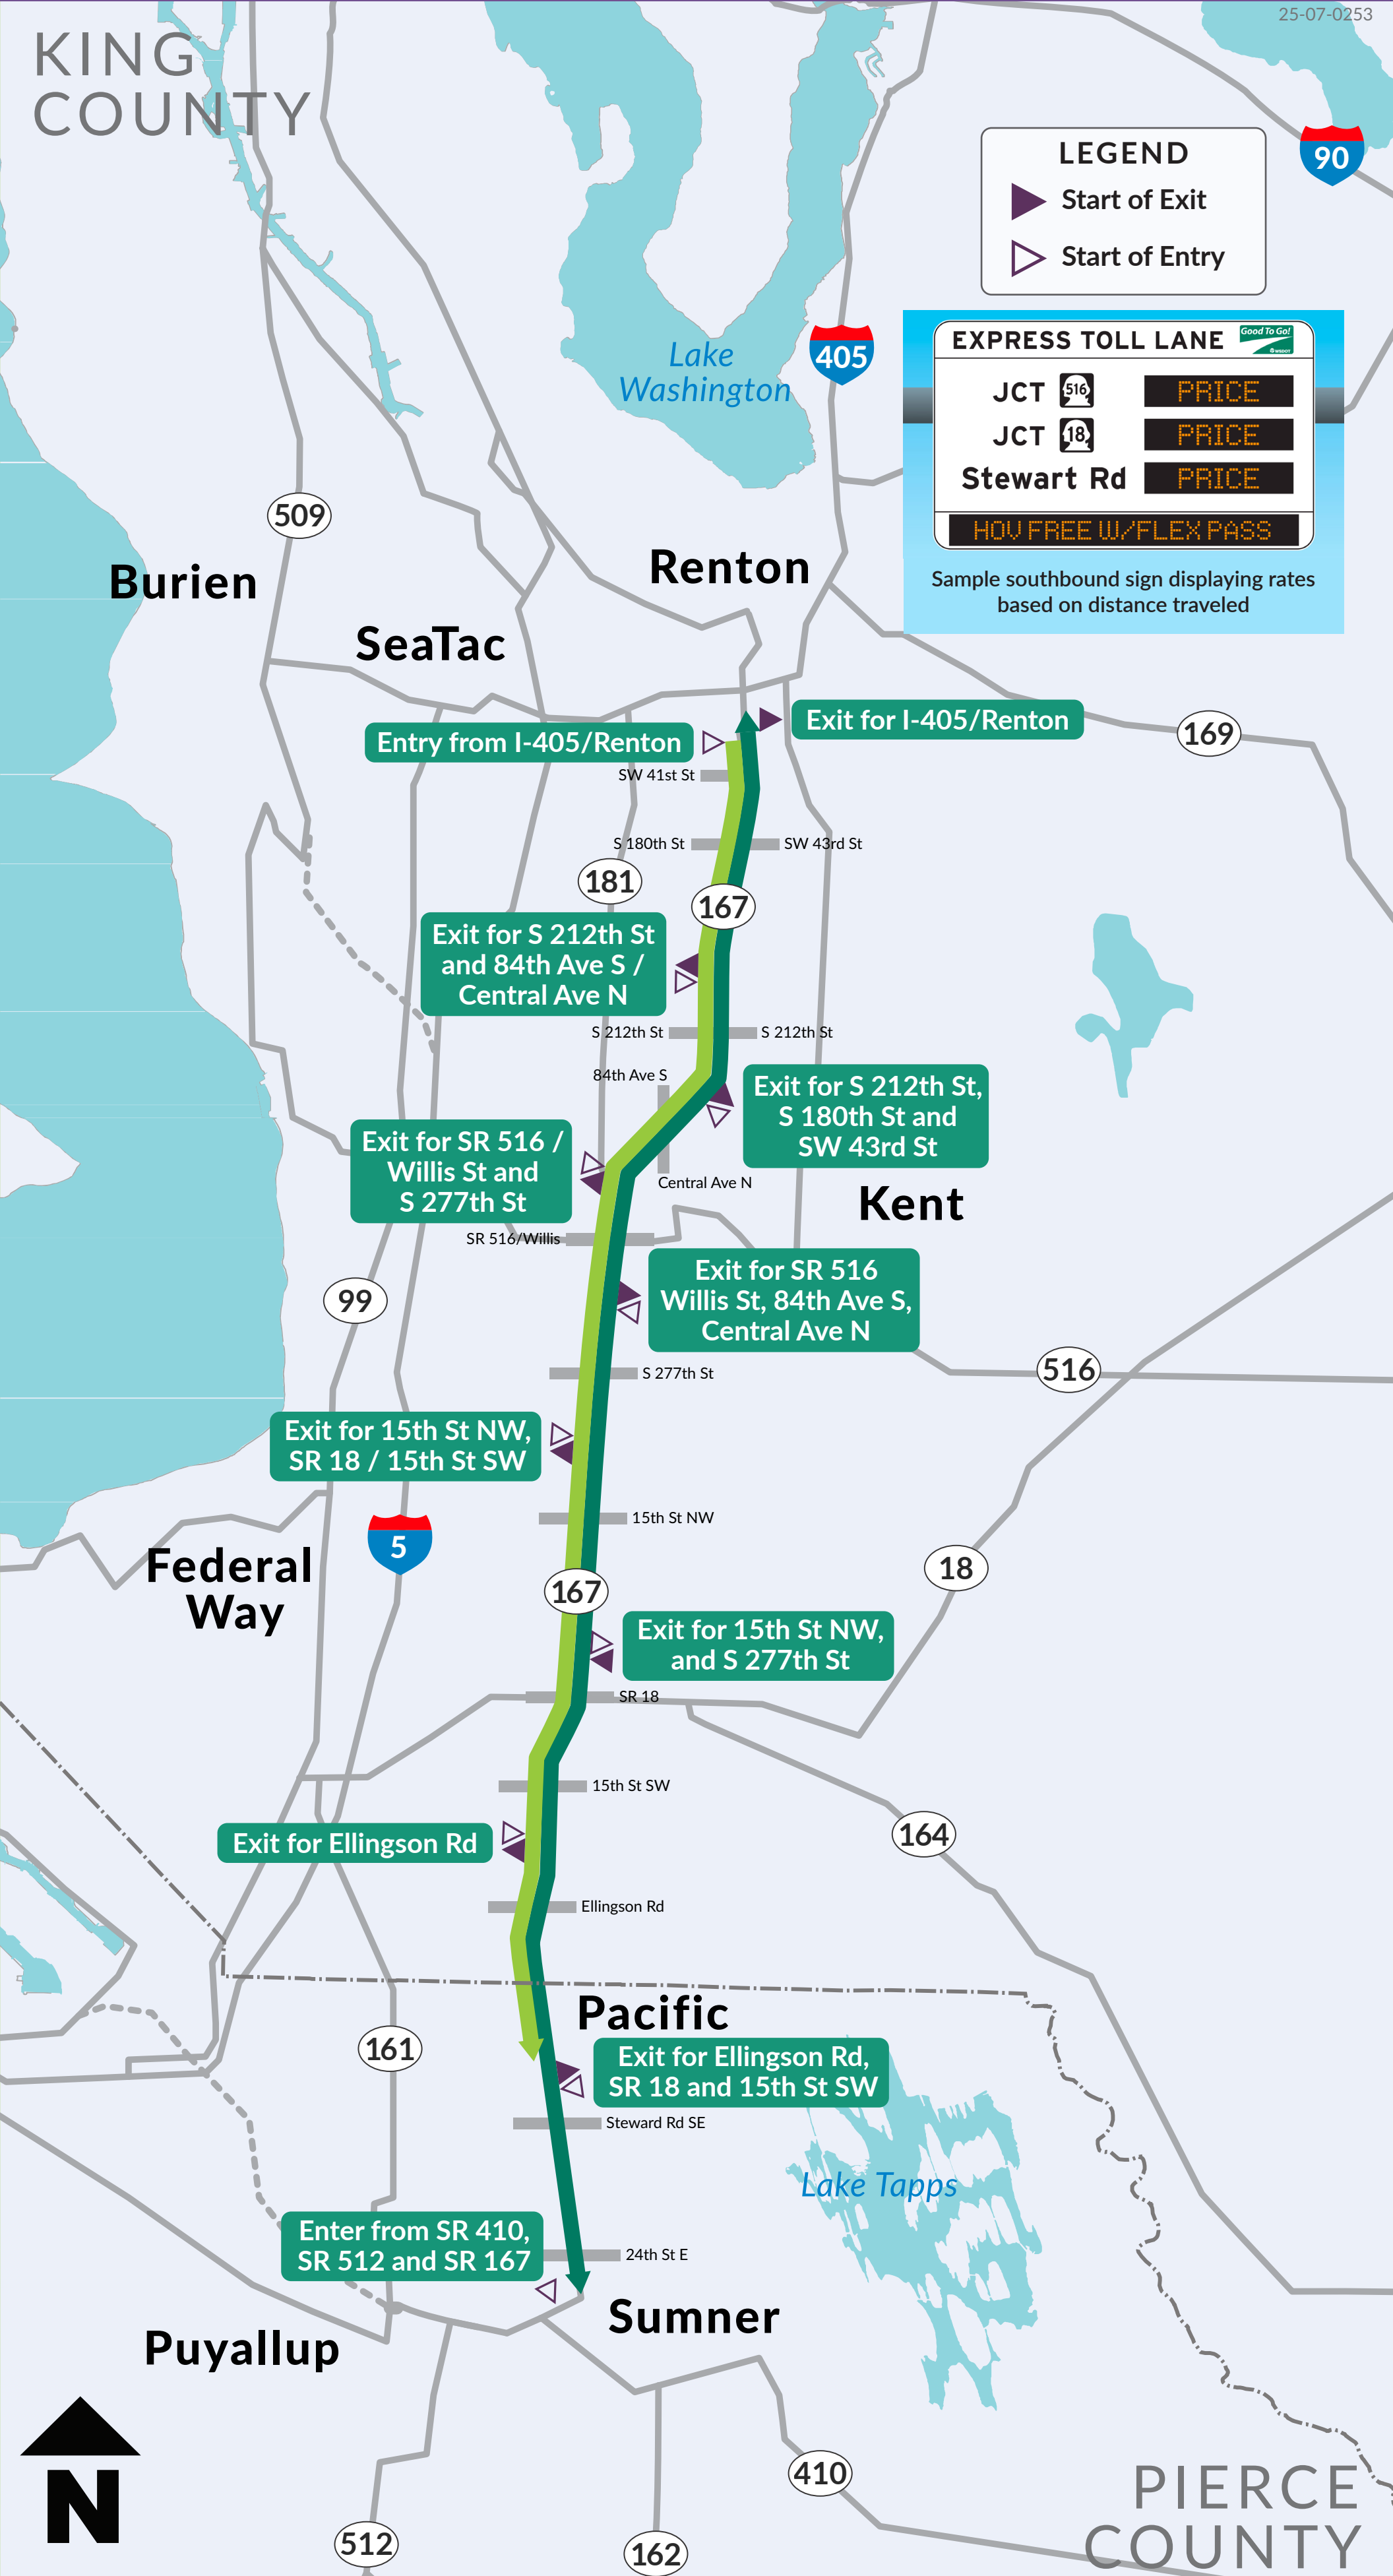 25-07-0253
KING
COUNTY
LEGEND
Start of Exit
Start of Entry
90
405
Lake
Washington
EXPRESS TOLL LANE
Good To Go!
WSDOT
JCT 516 PRICE
JCT 18 PRICE
Stewart Rd PRICE
HOV FREE W/FLEX PASS
Sample southbound sign displaying rates
based on distance traveled
509
Burien
Renton
SeaTac
Exit for I-405/Renton
169
Entry from I-405/Renton
SW 41st St
S 180th St
SW 43rd St
181
167
Exit for S 212th St
and 84th Ave S /
Central Ave N
S 212th St
S 212th St
84th Ave S
Exit for S 212th St,
S 180th St and
SW 43rd St
Exit for SR 516 /
Willis St and
S 277th St
Central Ave N
Kent
SR 516/Willis
Exit for SR 516
Willis St, 84th Ave S,
Central Ave N
99
516
S 277th St
Exit for 15th St NW,
SR 18 / 15th St SW
15th St NW
5
Federal
Way
18
167
Exit for 15th St NW,
and S 277th St
SR 18
15th St SW
164
Exit for Ellingson Rd
Ellingson Rd
Pacific
161
Exit for Ellingson Rd,
SR 18 and 15th St SW
Steward Rd SE
Lake Tapps
Enter from SR 410,
SR 512 and SR 167
24th St E
Sumner
Puyallup
N
410
PIERCE
COUNTY
512
162